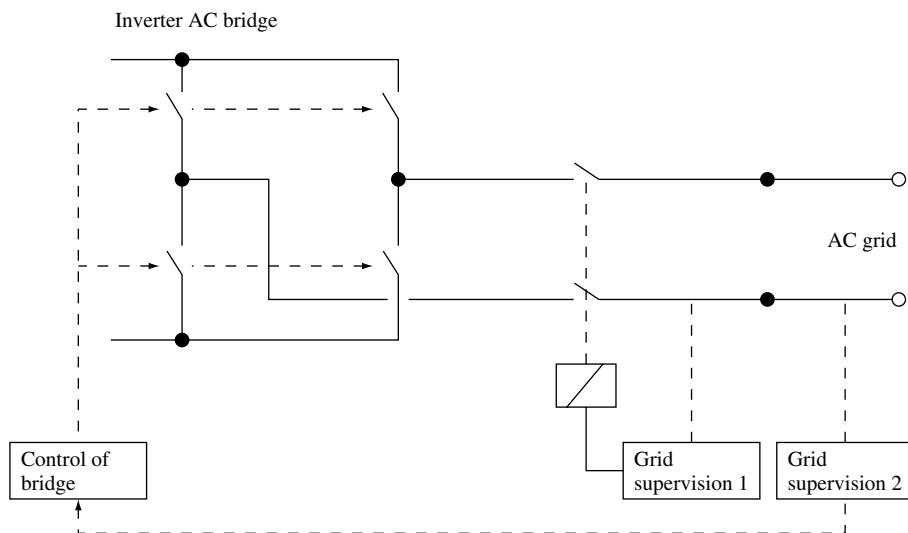 Inverter AC bridge
AC grid
Control of
bridge
Grid
supervision 1
Grid
supervision 2